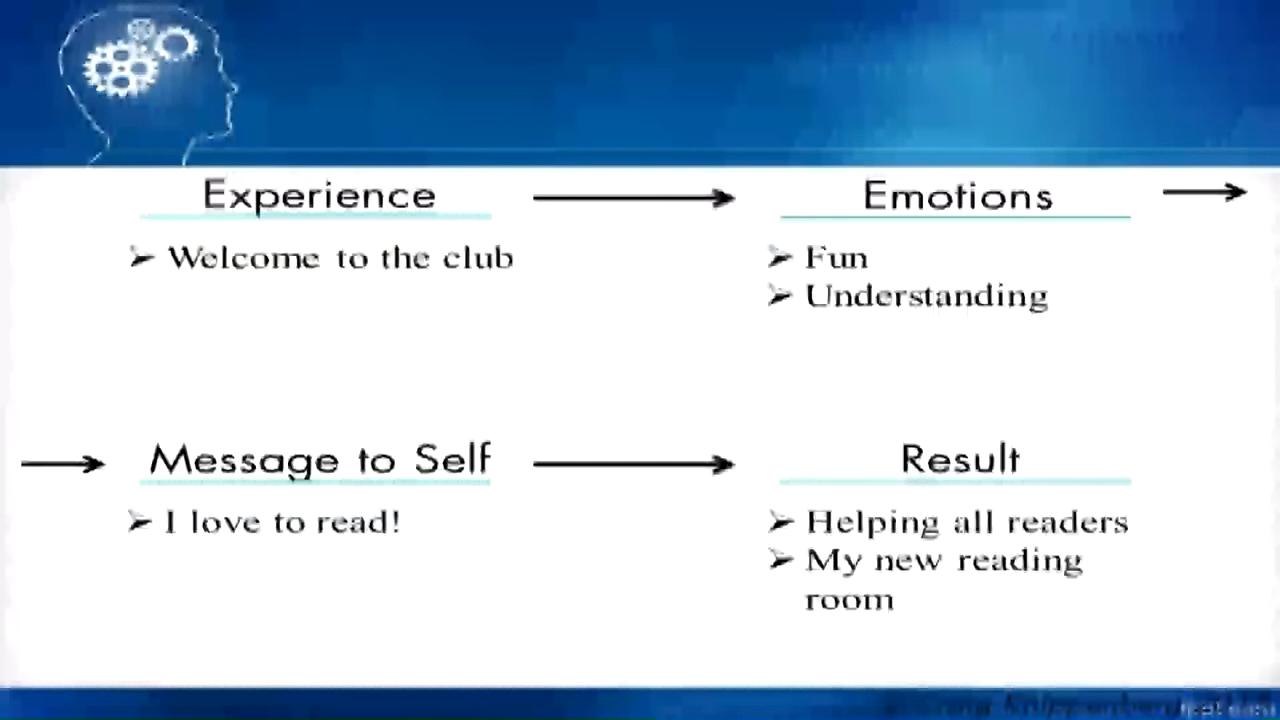 Experience
Emotions
➢ Welcome to the club
➢ Fun
➢ Understanding
Message to Self
Result
➢ I love to read!
➢ Helping all readers
➢ My new reading
room